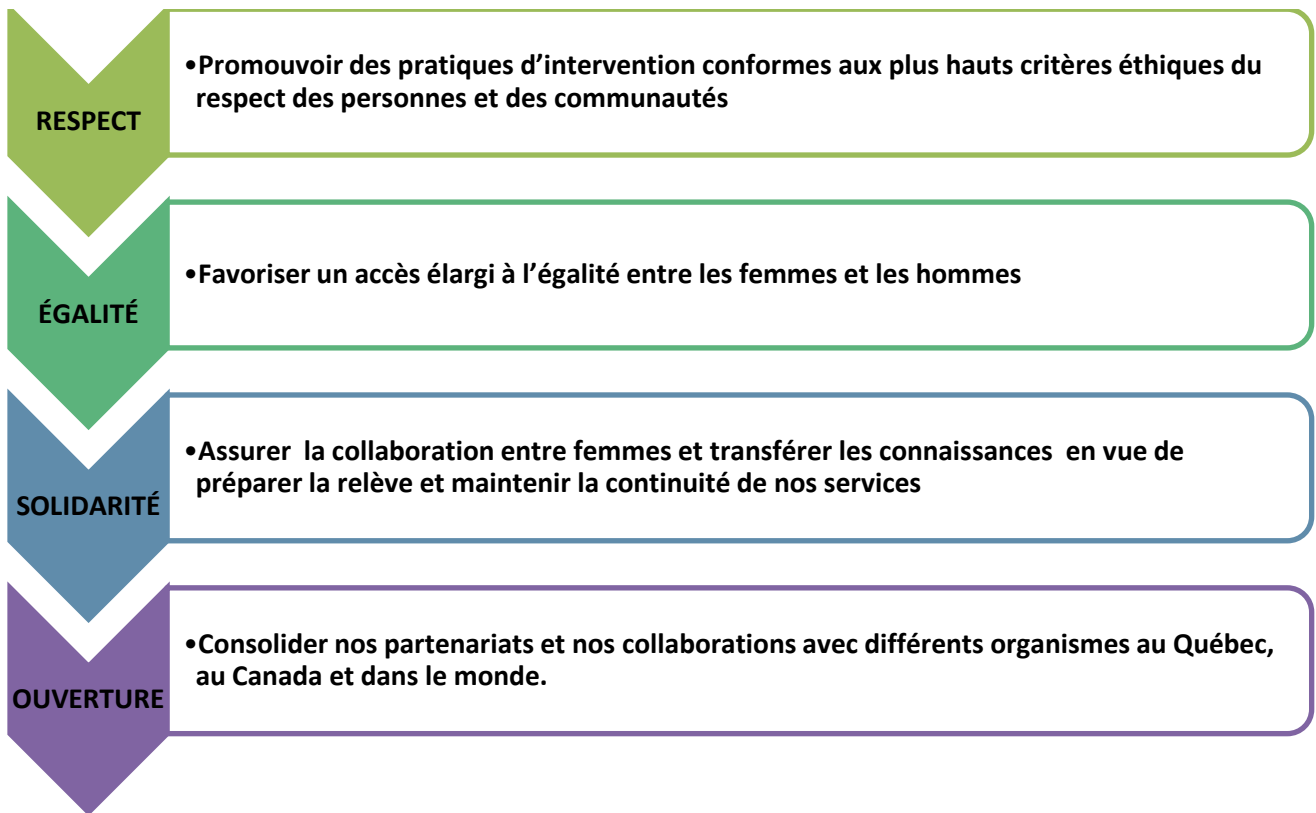 RESPECT
•Promouvoir des pratiques d’intervention conformes aux plus hauts critères éthiques du
respect des personnes et des communautés
ÉGALITÉ
•Favoriser un accès élargi à l’égalité entre les femmes et les hommes
SOLIDARITÉ
•Assurer la collaboration entre femmes et transférer les connaissances en vue de
préparer la relève et maintenir la continuité de nos services
OUVERTURE
•Consolider nos partenariats et nos collaborations avec différents organismes au Québec,
au Canada et dans le monde.